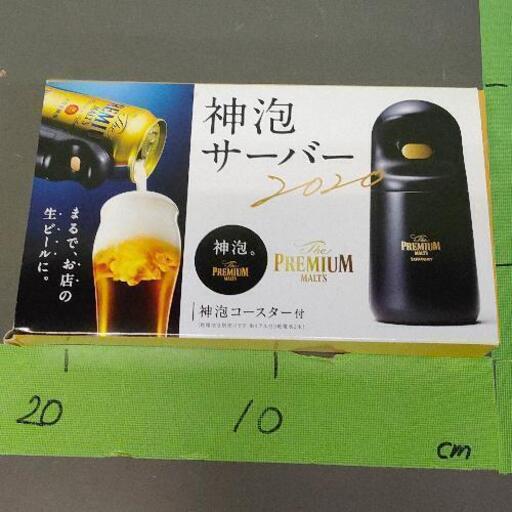 神泡
サーバー
2020
The
PREMIUM
MALT'S
SUNTORY
まるで、お店の
生ビールに。
神泡。
The
PREMIUM
MALT'S
The
PREMIUM
MALT'S
神泡コースター付
20
10
cm